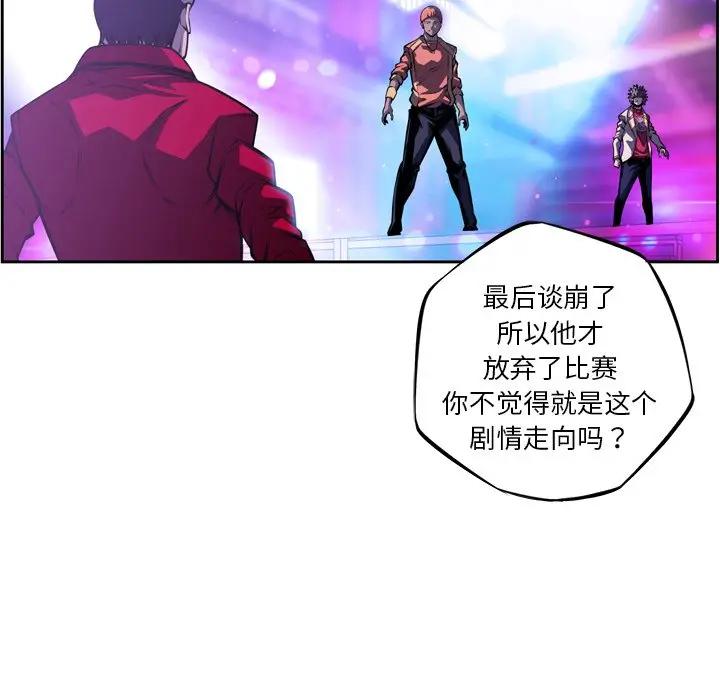 最后谈崩了
所以他才
放弃了比赛
你不觉得就是这个
剧情走向吗？